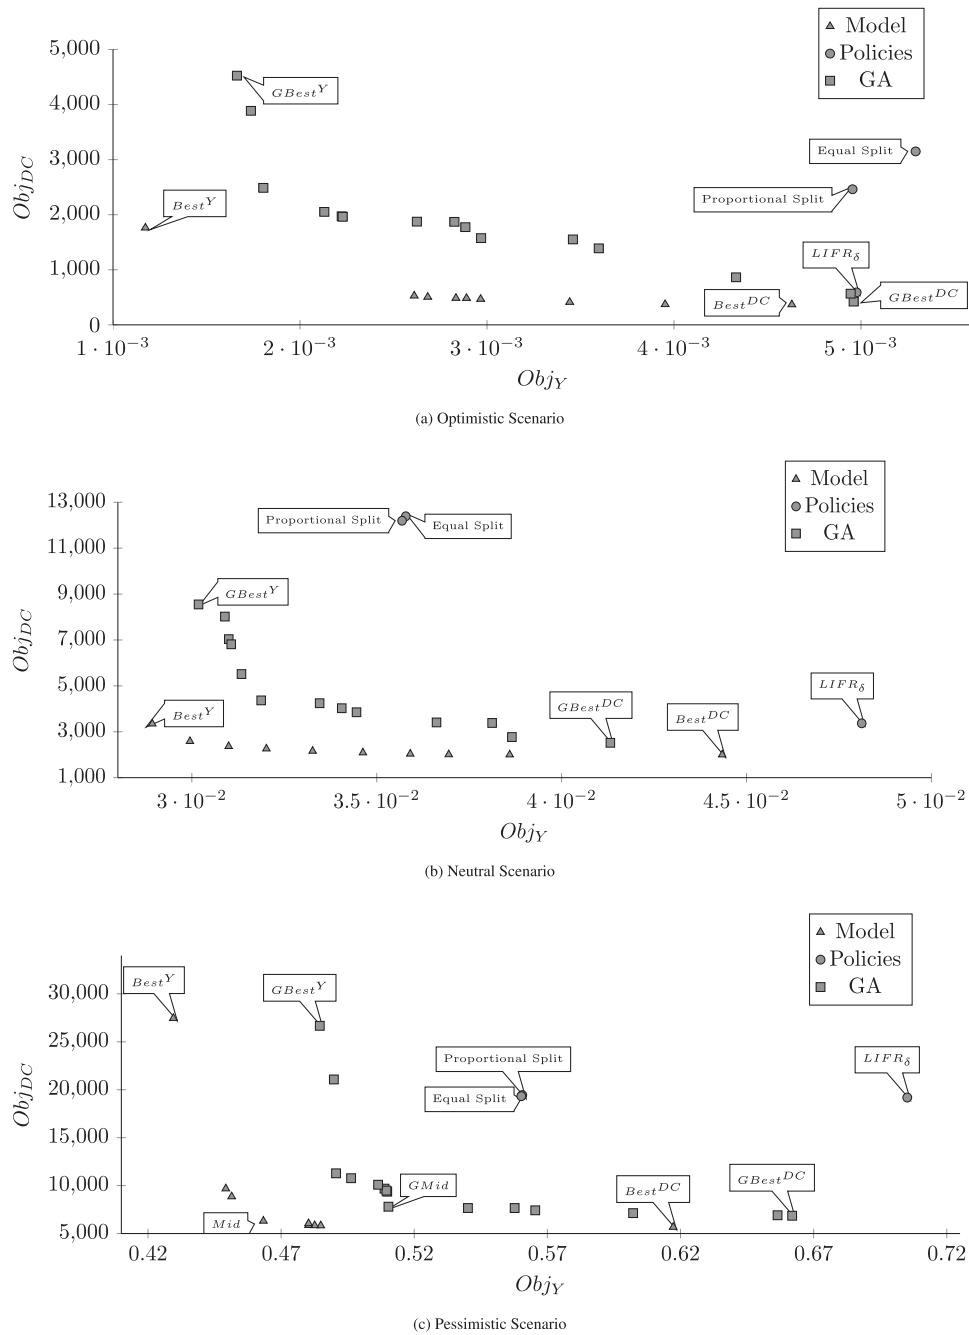 Model
Policies
GA
5,000
4,000
3,000
2,000
1,000
0
Obj_DC
GBest^Y
Best^Y
Equal Split
Proportional Split
LIFR_δ
Best^DC
GBest^DC
1 · 10^−3
2 · 10^−3
3 · 10^−3
4 · 10^−3
5 · 10^−3
Obj_Y
(a) Optimistic Scenario
Model
Policies
GA
13,000
11,000
9,000
7,000
5,000
3,000
1,000
Obj_DC
Proportional Split
Equal Split
GBest^Y
Best^Y
GBest^DC
Best^DC
LIFR_δ
3 · 10^−2
3.5 · 10^−2
4 · 10^−2
4.5 · 10^−2
5 · 10^−2
Obj_Y
(b) Neutral Scenario
Model
Policies
GA
30,000
25,000
20,000
15,000
10,000
5,000
Obj_DC
Best^Y
GBest^Y
Proportional Split
Equal Split
LIFR_δ
GMid
Mid
Best^DC
GBest^DC
0.42
0.47
0.52
0.57
0.62
0.67
0.72
Obj_Y
(c) Pessimistic Scenario